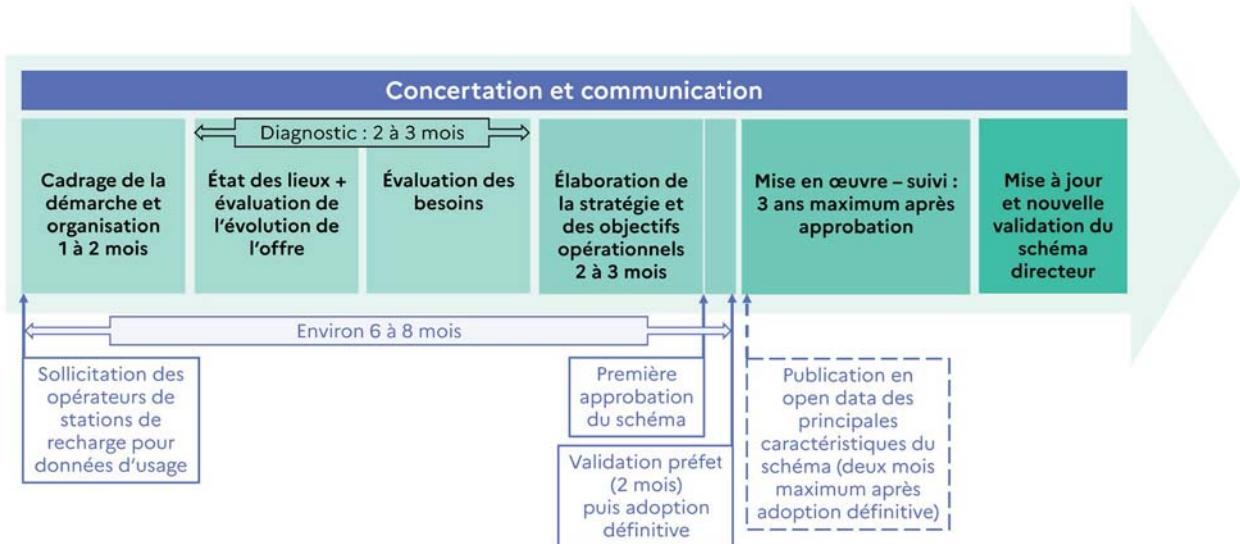 Concertation et communication
Diagnostic : 2 à 3 mois
Cadrage de la
démarche et
organisation
1 à 2 mois
État des lieux +
évaluation de
l'évolution de
l'offre
Évaluation des
besoins
Élaboration de
la stratégie et
des objectifs
opérationnels
2 à 3 mois
Mise en œuvre – suivi :
3 ans maximum après
approbation
Mise à jour
et nouvelle
validation du
schéma
directeur
Environ 6 à 8 mois
Sollicitation des
opérateurs de
stations de
recharge pour
données d'usage
Première
approbation
du schéma
Validation préfet
(2 mois)
puis adoption
définitive
Publication en
open data des
principales
caractéristiques du
schéma (deux mois
maximum après
adoption définitive)